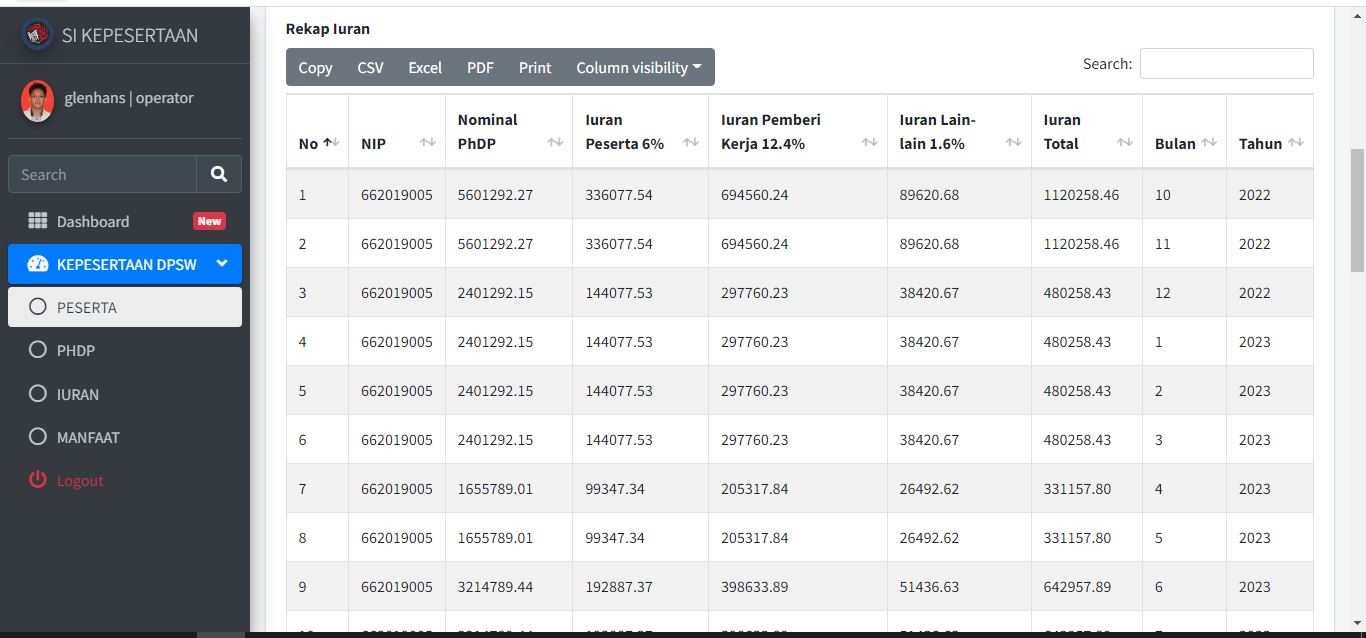 SI KEPESERTAAN
glenhans | operator
Search
Dashboard New
KEPESERTAAN DPSW
PESERTA
PHDP
IURAN
MANFAAT
Logout
Rekap Iuran
Copy CSV Excel PDF Print Column visibility
Search:
No NIP Nominal PhDP Iuran Peserta 6% Iuran Pemberi Kerja 12.4% Iuran Lain-lain 1.6% Iuran Total Bulan Tahun
1 662019005 5601292.27 336077.54 694560.24 89620.68 1120258.46 10 2022
2 662019005 5601292.27 336077.54 694560.24 89620.68 1120258.46 11 2022
3 662019005 2401292.15 144077.53 297760.23 38420.67 480258.43 12 2022
4 662019005 2401292.15 144077.53 297760.23 38420.67 480258.43 1 2023
5 662019005 2401292.15 144077.53 297760.23 38420.67 480258.43 2 2023
6 662019005 2401292.15 144077.53 297760.23 38420.67 480258.43 3 2023
7 662019005 1655789.01 99347.34 205317.84 26492.62 331157.80 4 2023
8 662019005 1655789.01 99347.34 205317.84 26492.62 331157.80 5 2023
9 662019005 3214789.44 192887.37 398633.89 51436.63 642957.89 6 2023